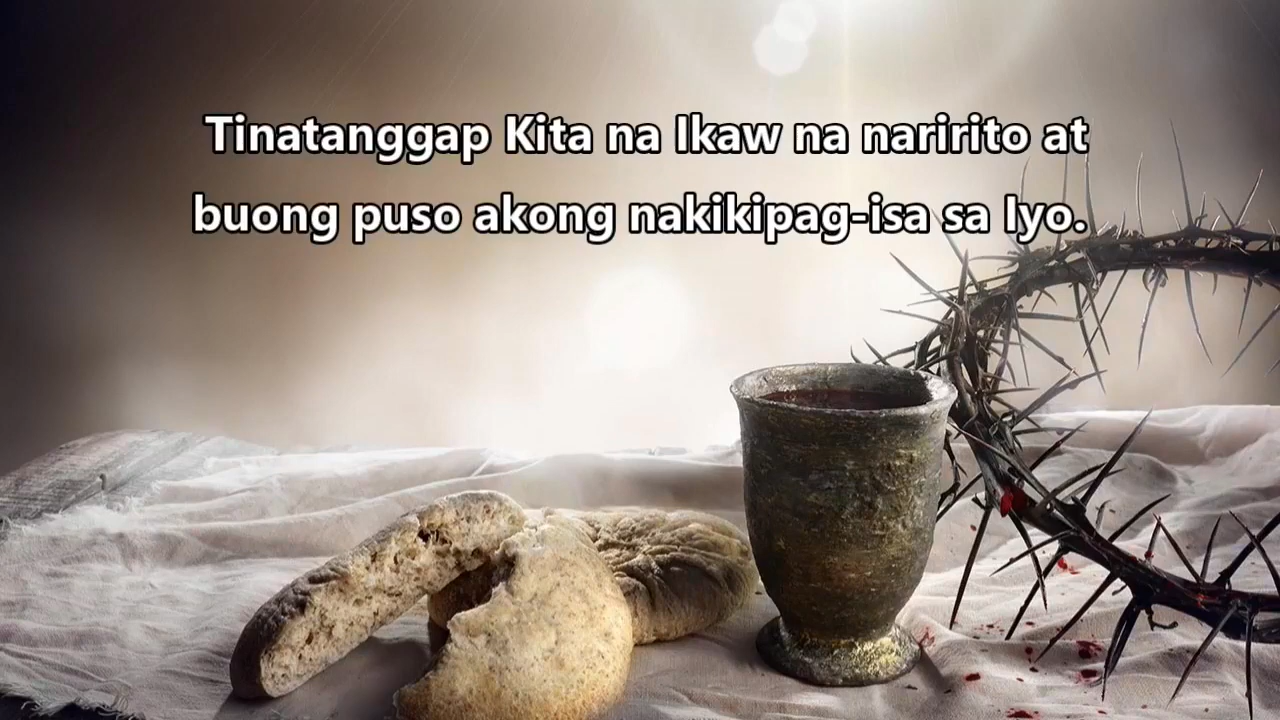 Tinatanggap Kita na Ikaw na naririto at
buong puso akong nakikipag-isa sa Iyo.